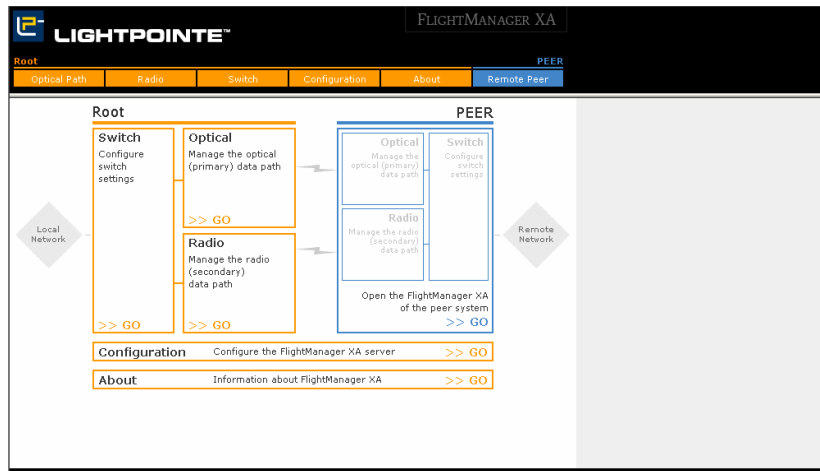 LIGHTPOINTE™
FLIGHTMANAGER XA
Root
PEER
Optical Path
Radio
Switch
Configuration
About
Remote Peer
Root
PEER
Switch
Configure
switch
settings
>> GO
Optical
Manage the optical
(primary) data path
>> GO
Radio
Manage the radio
(secondary)
data path
>> GO
Optical
Manage the
optical (primary)
data path
Switch
Configure
switch
settings
Radio
Manage the radio
(secondary)
data path
Open the FlightManager XA
of the peer system
>> GO
Local
Network
Remote
Network
Configuration Configure the FlightManager XA server >> GO
About Information about FlightManager XA >> GO